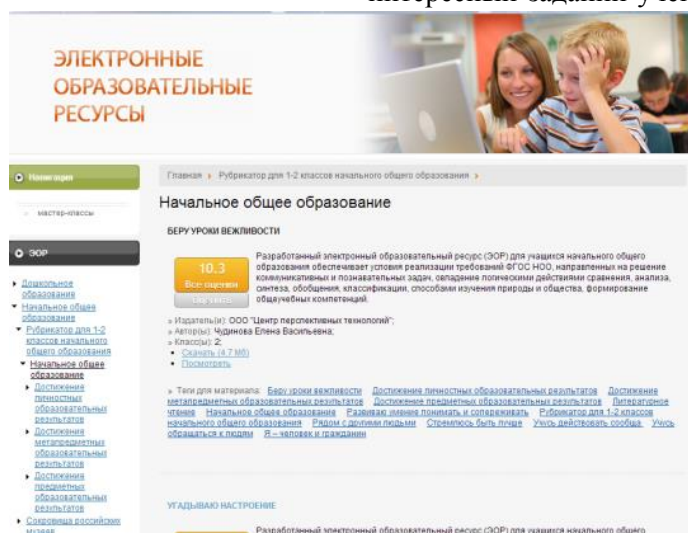 интересных заданий уче
ЭЛЕКТРОННЫЕ
ОБРАЗОВАТЕЛЬНЫЕ
РЕСУРСЫ
Навигация
мастер-классы
ЭОР
Дошкольное
образование
Начальное общее
образование
Рубрикатор для 1-2
классов начального
общего образования
Начальное общее
образование
Достижение
личностных
образовательных
результатов
Достижение
метапредметных
образовательных
результатов
Достижение
предметных
образовательных
результатов
Сокровища российских
музеев
Главная Рубрикатор для 1-2 классов начального общего образования
Начальное общее образование
БЕРУ УРОКИ ВЕЖЛИВОСТИ
10.3
Все оценки
Оценить
Разработанный электронный образовательный ресурс (ЭОР) для учащихся начального общего
образования обеспечивает условия реализации требований ФГОС НОО, направленных на решение
коммуникативных и познавательных задач, овладение логическими действиями сравнения, анализа,
синтеза, обобщения, классификации, способами изучения природы и общества, формирование
общеучебных компетенций.
» Издатель(и): ООО "Центр перспективных технологий";
» Автор(ы): Чудинова Елена Васильевна;
» Класс(ы): 2;
Скачать (4.7 Мб)
Посмотреть
» Теги для материала: Беру уроки вежливости Достижение личностных образовательных результатов Достижение
метапредметных образовательных результатов Достижение предметных образовательных результатов Литературное
чтение Начальное общее образование Развиваю умение понимать и сопереживать Рубрикатор для 1-2 классов
начального общего образования Рядом с другими людьми Стремлюсь быть лучше Учусь действовать сообща Учусь
обращаться к людям Я – человек и гражданин
УГАДЫВАЮ НАСТРОЕНИЕ
Разработанный электронный образовательный ресурс (ЭОР) для учащихся начального общего